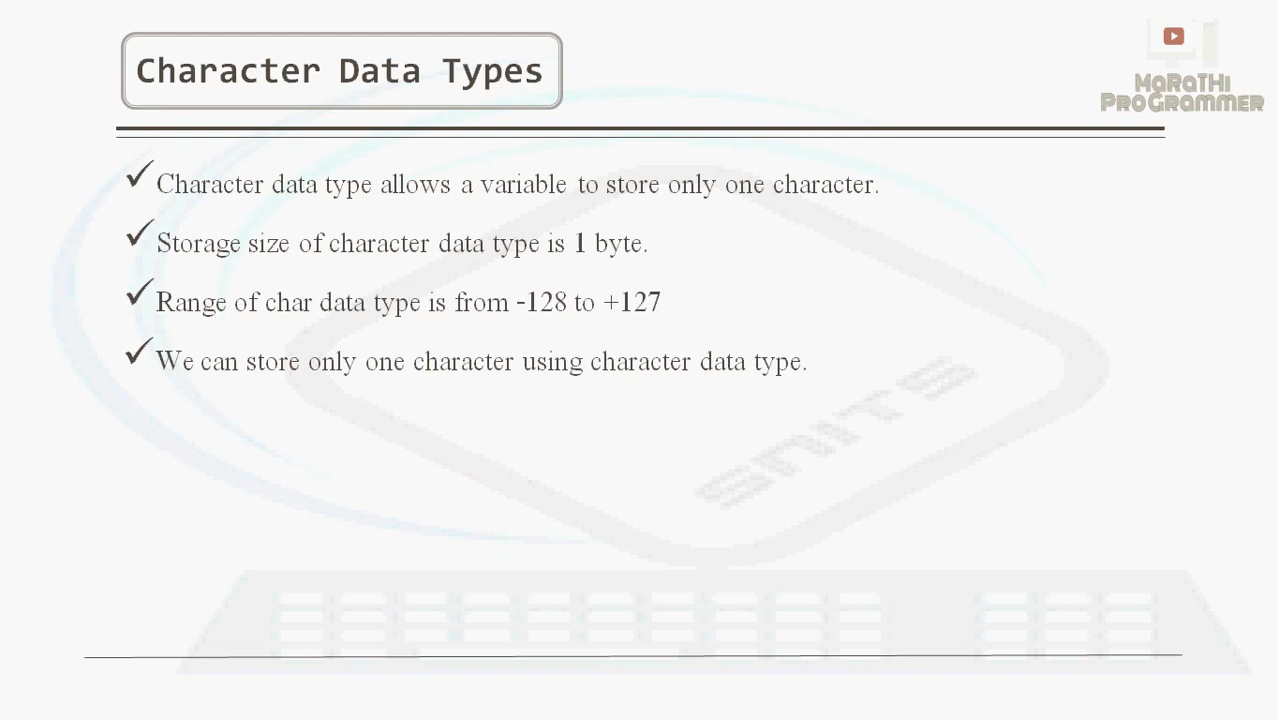 Character Data Types
MaRaTHi
ProGrammer
Character data type allows a variable to store only one character.
Storage size of character data type is 1 byte.
Range of char data type is from -128 to +127
We can store only one character using character data type.
SNITS